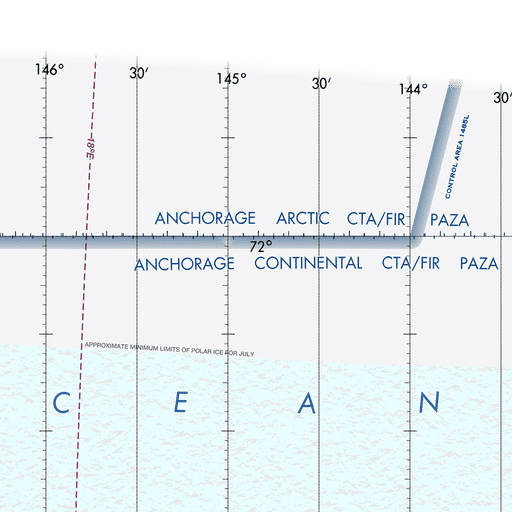 146° 30′ 145° 30′ 144° 30′
18°E
CONTROL AREA 1485L
ANCHORAGE ARCTIC CTA/FIR PAZA
72°
ANCHORAGE CONTINENTAL CTA/FIR PAZA
APPROXIMATE MINIMUM LIMITS OF POLAR ICE FOR JULY
C E A N